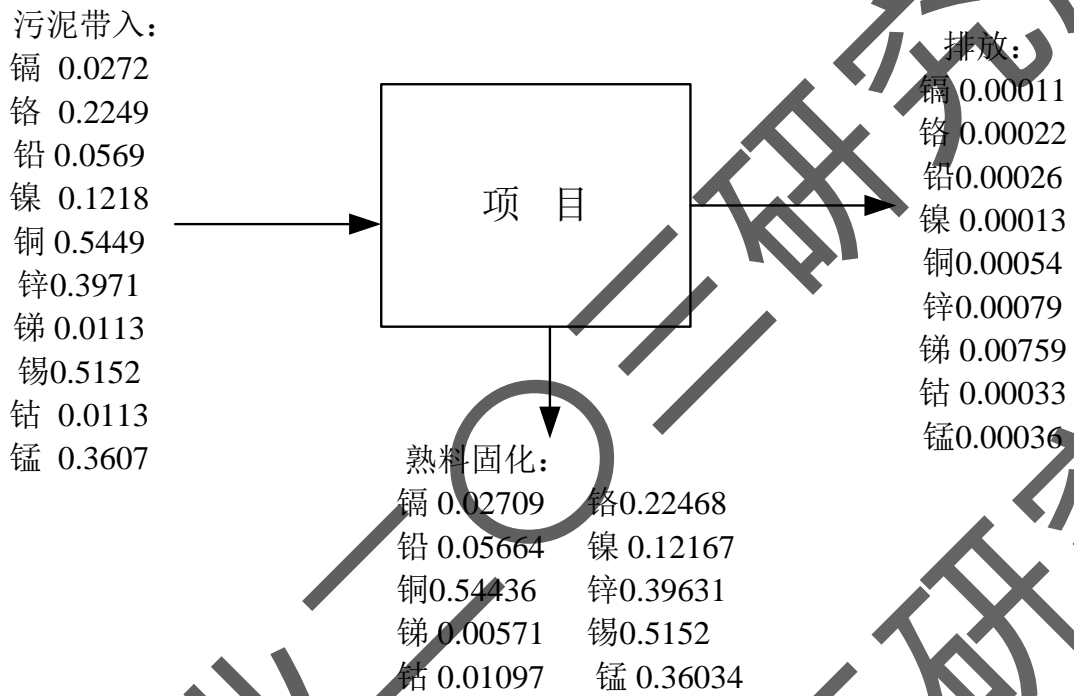 污泥带入：
镉 0.0272
铬 0.2249
铅 0.0569
镍 0.1218
铜 0.5449
锌0.3971
锑 0.0113
锡0.5152
钴 0.0113
锰 0.3607
项 目
排放：
镉 0.00011
铬 0.00022
铅0.00026
镍 0.00013
铜0.00054
锌0.00079
锑 0.00759
钴 0.00033
锰0.00036
熟料固化：
镉 0.02709 铬0.22468
铅 0.05664 镍 0.12167
铜0.54436 锌0.39631
锑 0.00571 锡0.5152
钴 0.01097 锰 0.36034
二〇三研究